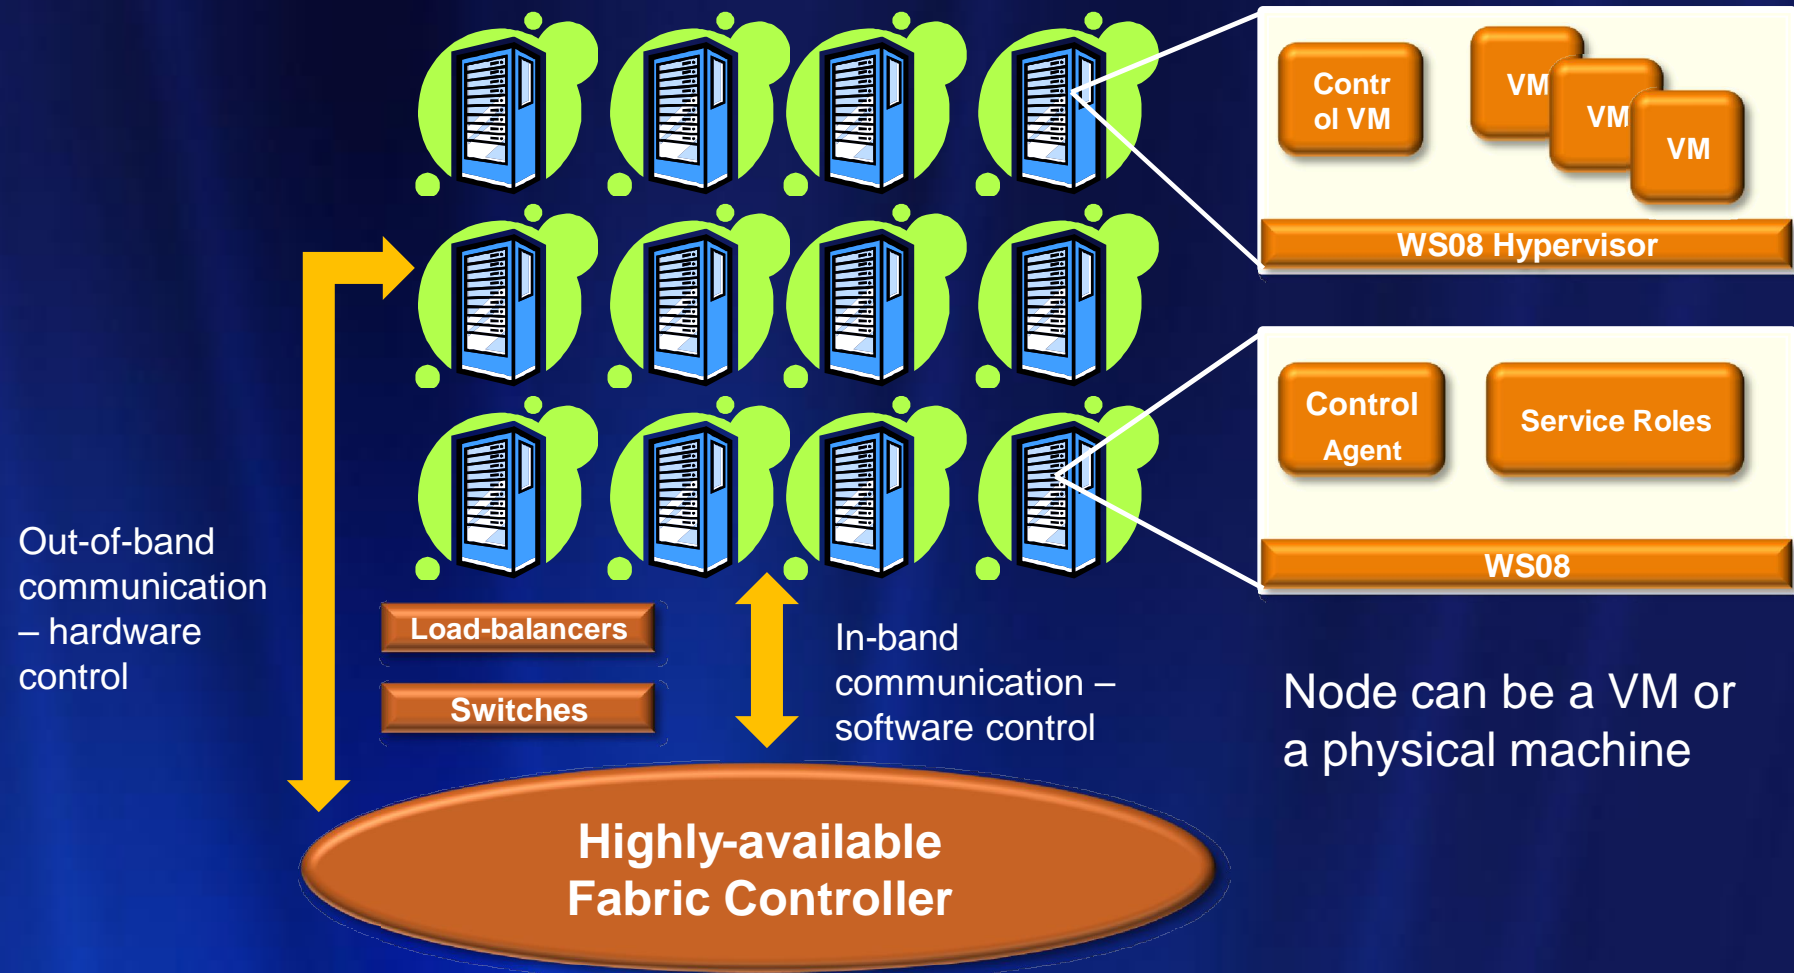 Contr
ol VM
VM
VM
VM
WS08 Hypervisor
Control
Agent
Service Roles
WS08
Out-of-band
communication
– hardware
control
Load-balancers
Switches
In-band
communication –
software control
Node can be a VM or
a physical machine
Highly-available
Fabric Controller